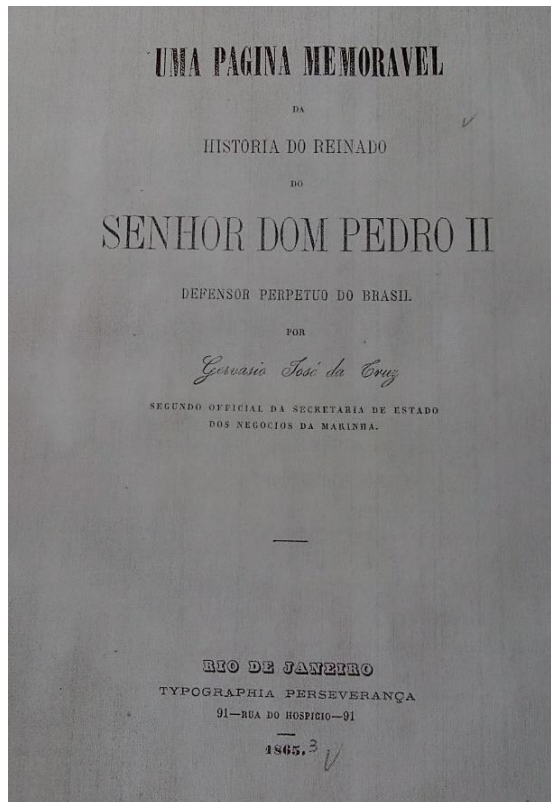 UMA PAGINA MEMORAVEL
DA
HISTORIA DO REINADO
DO
SENHOR DOM PEDRO II
DEFENSOR PERPETUO DO BRASIL
POR
Gervasio José da Cruz
SEGUNDO OFFICIAL DA SECRETARIA DE ESTADO
DOS NEGOCIOS DA MARINHA.
RIO DE JANEIRO
TYPOGRAPHIA PERSEVERANÇA
91—RUA DO HOSPICIO—91
1865. 3